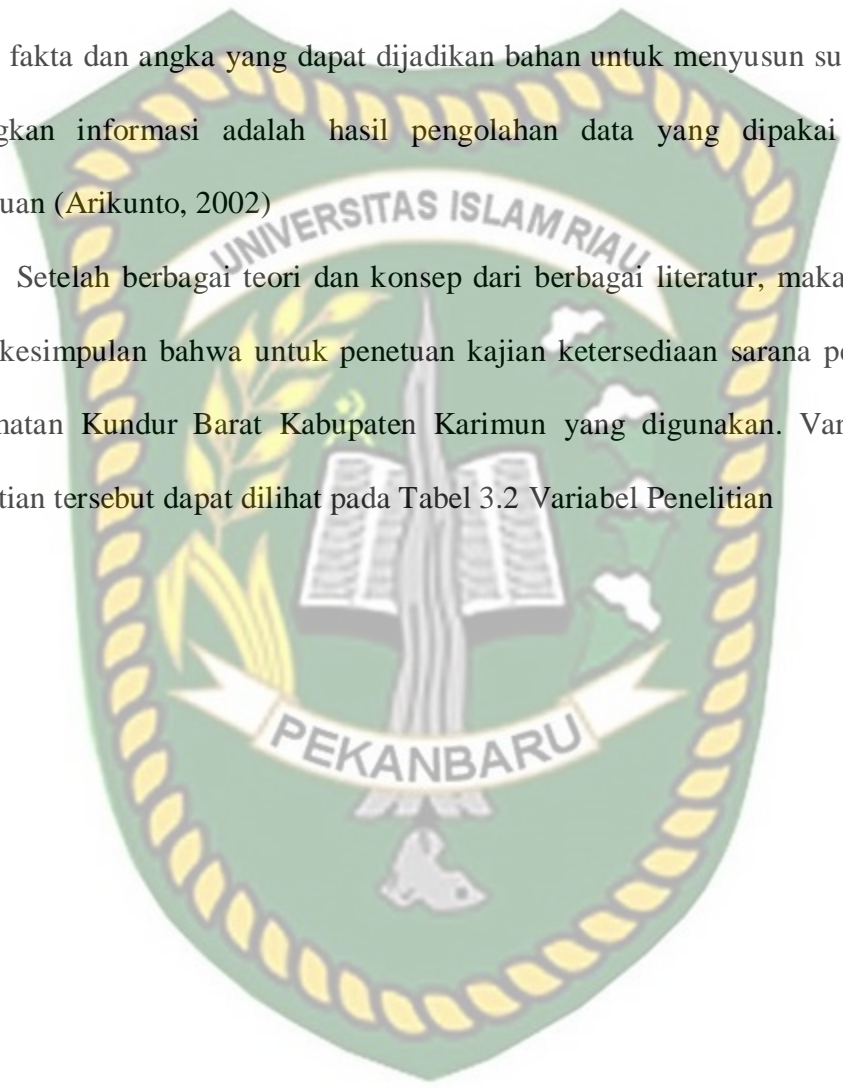 fakta dan angka yang dapat dijadikan bahan untuk menyusun su
gkan informasi adalah hasil pengolahan data yang dipakai
uan (Arikunto, 2002)
UNIVERSITAS ISLAM RIAU
Setelah berbagai teori dan konsep dari berbagai literatur, maka
kesimpulan bahwa untuk penetuan kajian ketersediaan sarana pe
matan Kundur Barat Kabupaten Karimun yang digunakan. Var
tian tersebut dapat dilihat pada Tabel 3.2 Variabel Penelitian
PEKANBARU